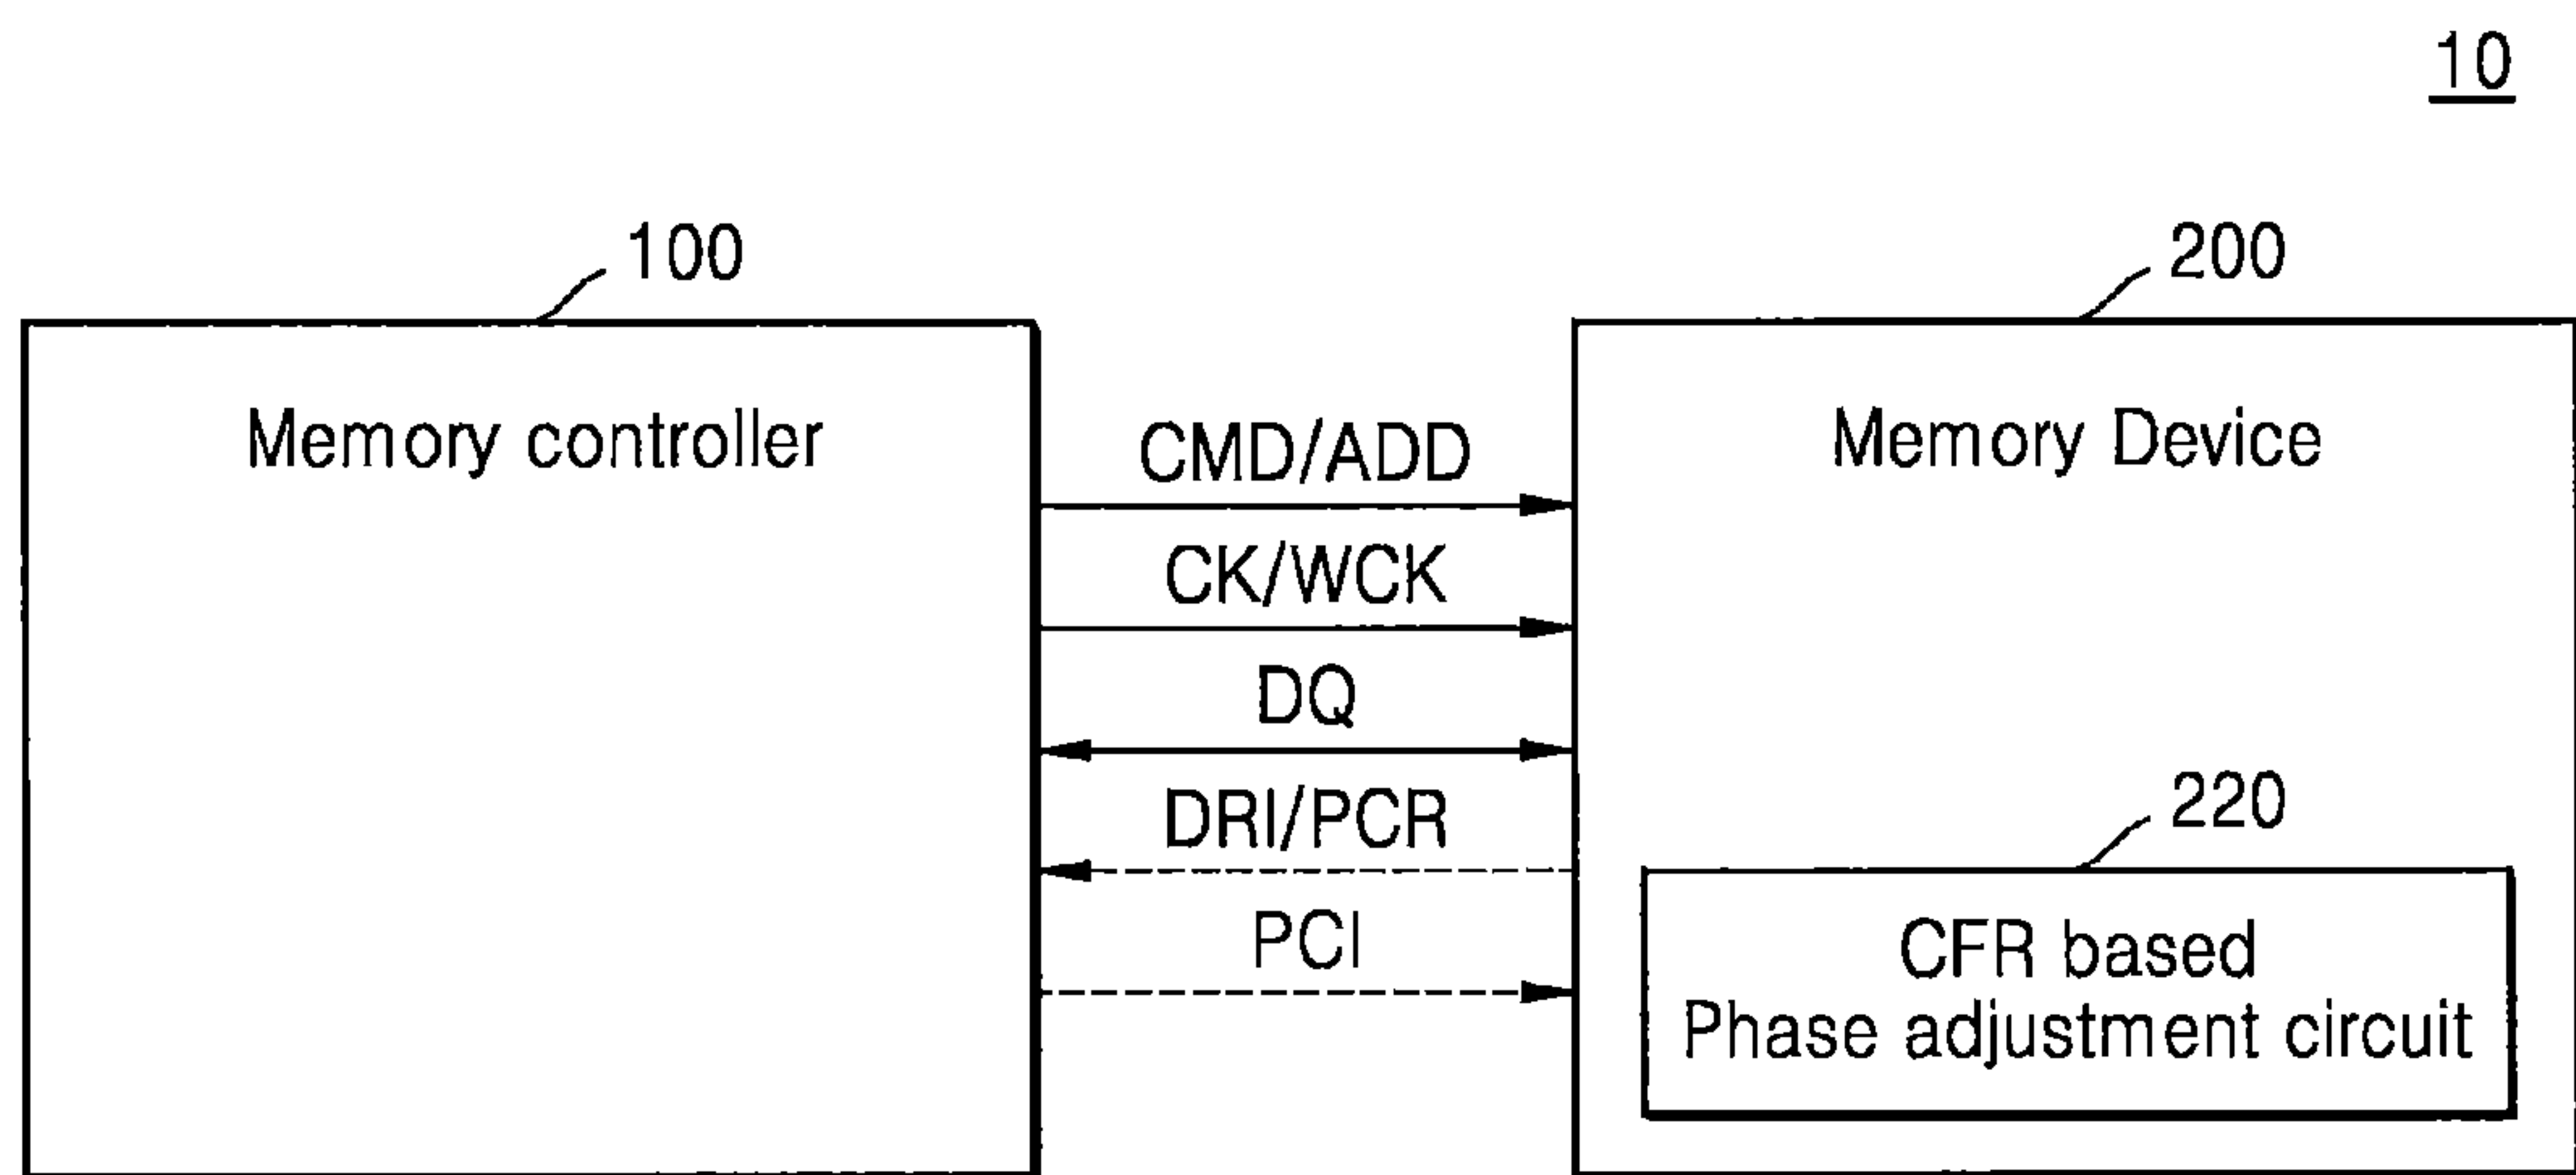 10
100
200
Memory controller
Memory Device
CMD/ADD
CK/WCK
DQ
DRI/PCR
PCI
220
CFR based
Phase adjustment circuit